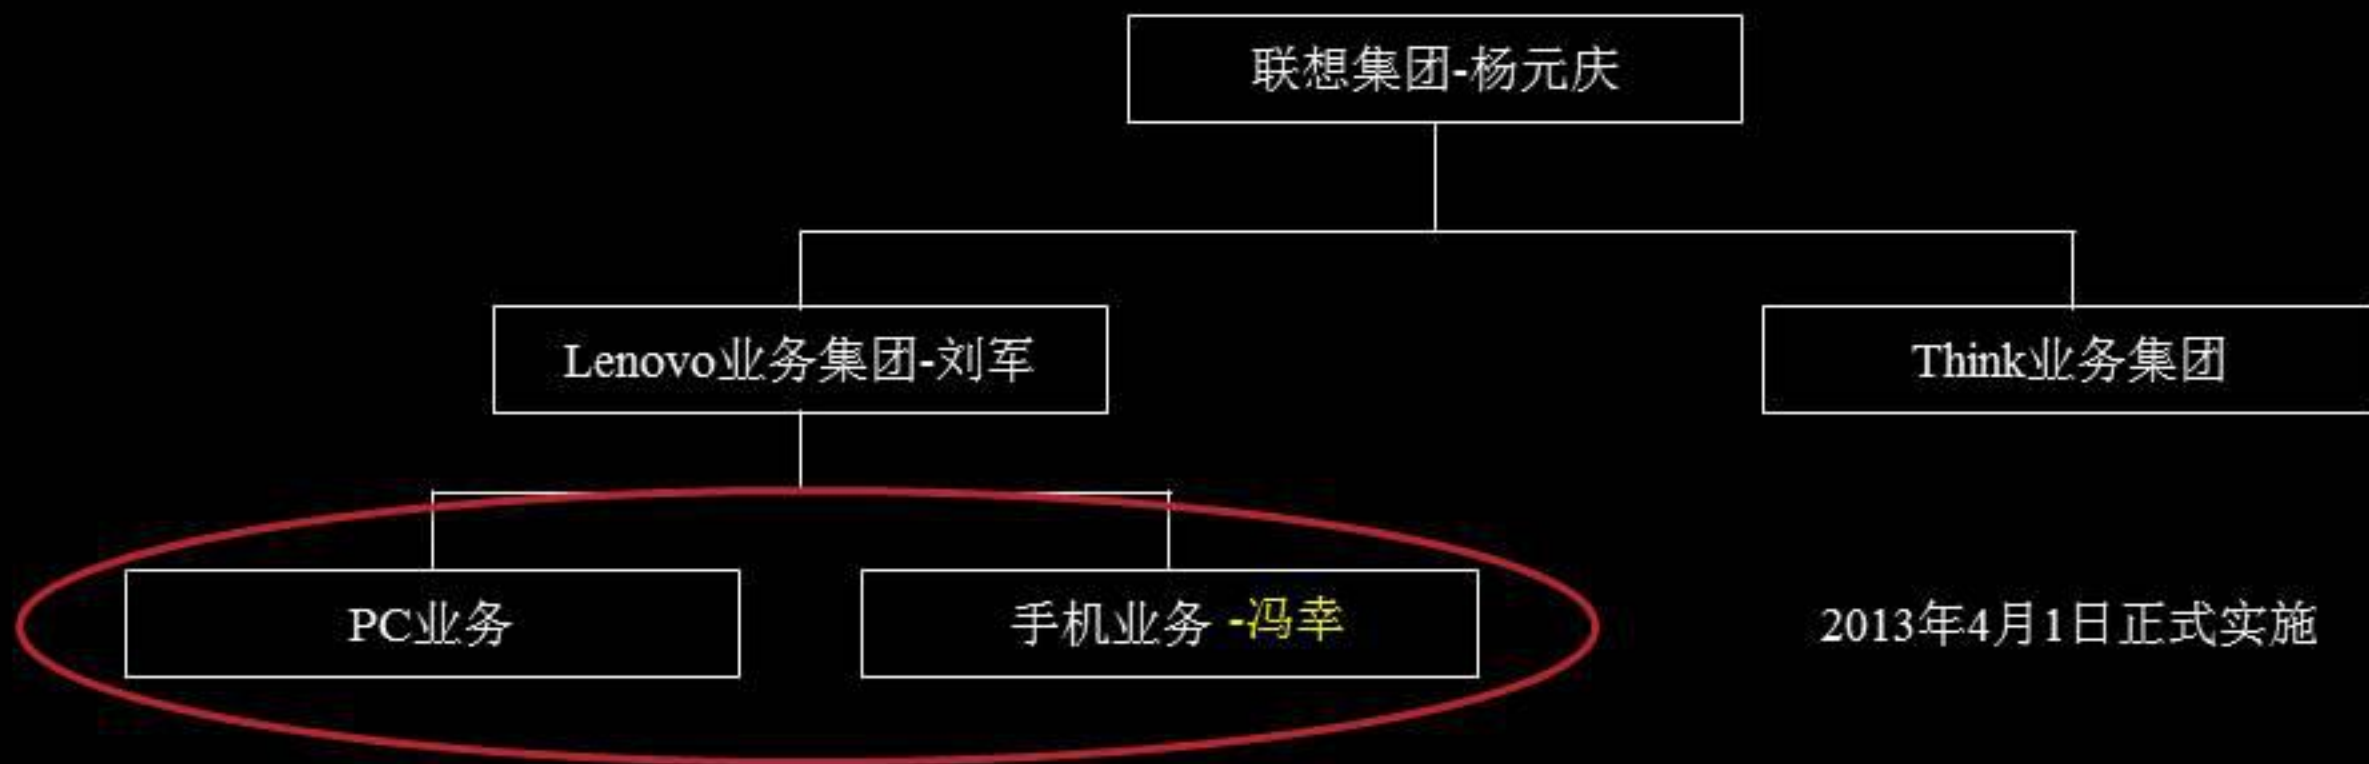 联想集团-杨元庆
Lenovo业务集团-刘军
Think业务集团
PC业务
手机业务 -冯幸
2013年4月1日正式实施